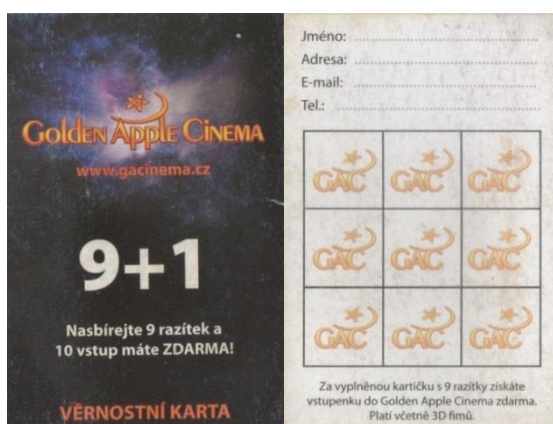 Golden Apple Cinema
www.gacinema.cz
9+1
Nasbírejte 9 razítek a
10 vstup máte ZDARMA!
VĚRNOSTNÍ KARTA
Jméno:
Adresa:
E-mail:
Tel.:
GAC GAC GAC
GAC GAC GAC
GAC GAC GAC
Za vyplněnou kartičku s 9 razítky získáte
vstupenku do Golden Apple Cinema zdarma.
Platí včetně 3D fimů.